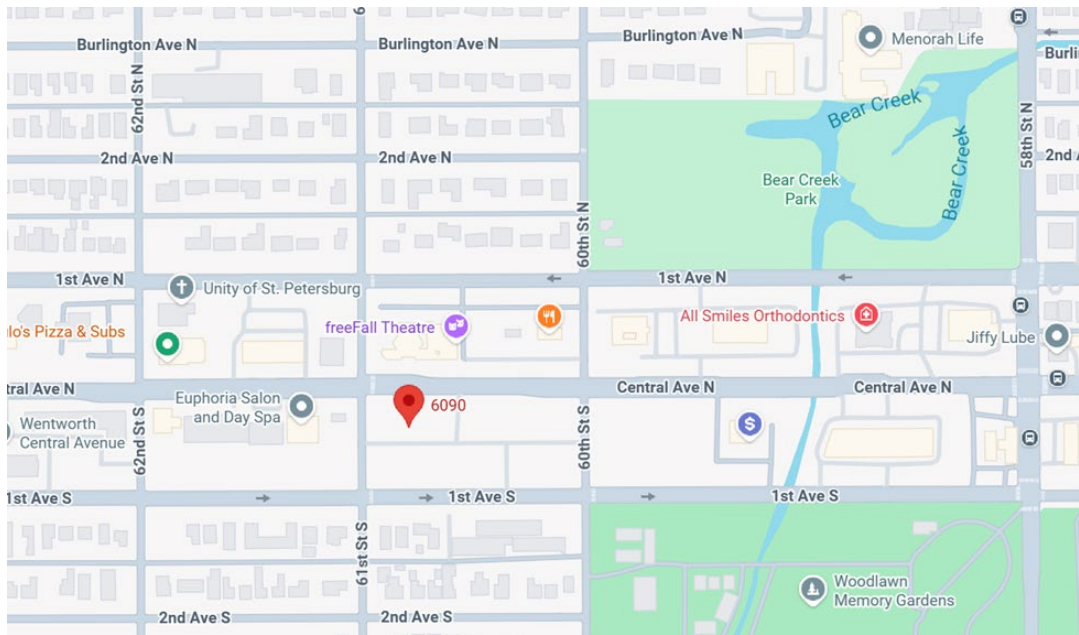 Burlington Ave N
Burlington Ave N
Burlington Ave N
Menorah Life
Burli
62nd St N
Bear Creek
Bear Creek
58th St N
2nd Ave N
2nd Ave N
2nd A
Bear Creek
Park
60th St N
1st Ave N
1st Ave N
Unity of St. Petersburg
freeFall Theatre
All Smiles Orthodontics
ulo's Pizza & Subs
Jiffy Lube
tral Ave N
Central Ave N
Central Ave N
Euphoria Salon
and Day Spa
6090
Wentworth
Central Avenue
62nd St S
60th St S
$
1st Ave S
1st Ave S
1st Ave S
61st St S
Woodlawn
Memory Gardens
2nd Ave S
2nd Ave S